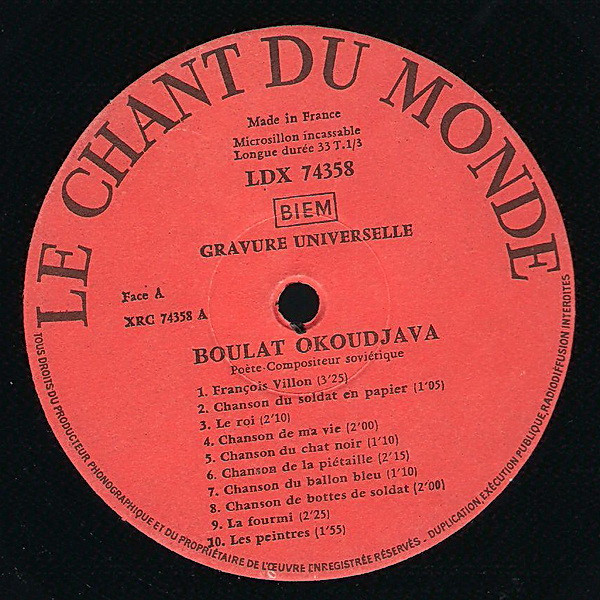 LE CHANT DU MONDE
Made in France
Microsillon incassable
Longue durée 33 T.1/3
LDX 74358
BIEM
GRAVURE UNIVERSELLE
Face A
XRC 74358 A
BOULAT OKOUDJAVA
Poète-Compositeur soviétique
1. François Villon (3'25)
2. Chanson du soldat en papier (1'05)
3. Le roi (2'10)
4. Chanson de ma vie (2'00)
5. Chanson du chat noir (1'10)
6. Chanson de la piétaille (2'15)
7. Chanson du ballon bleu (1'10)
8. Chanson de bottes de soldat (2'00)
9. La fourmi (2'25)
10. Les peintres (1'55)
TOUS DROITS DU PRODUCTEUR PHONOGRAPHIQUE ET DU PROPRIÉTAIRE DE L'ŒUVRE ENREGISTRÉE RÉSERVÉS - DUPLICATION, EXÉCUTION PUBLIQUE, RADIODIFFUSION INTERDITES